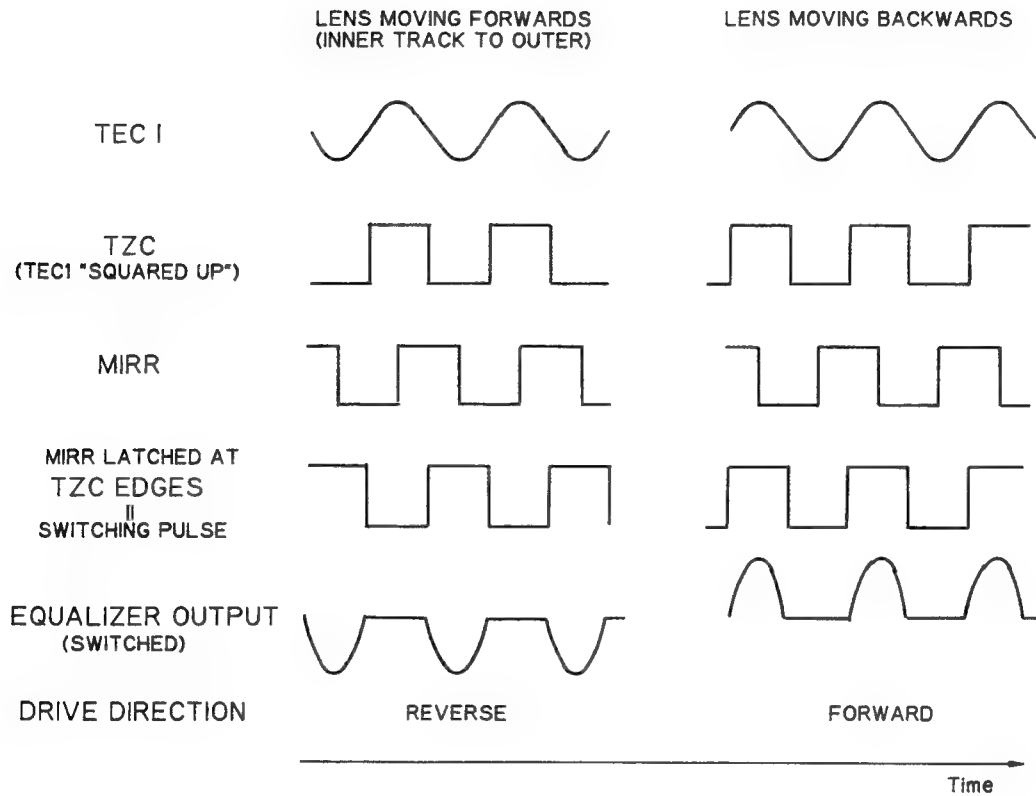 LENS MOVING FORWARDS
(INNER TRACK TO OUTER)
LENS MOVING BACKWARDS
TEC I
TZC
(TEC1 "SQUARED UP")
MIRR
MIRR LATCHED AT
TZC EDGES
=
SWITCHING PULSE
EQUALIZER OUTPUT
(SWITCHED)
DRIVE DIRECTION
REVERSE
FORWARD
Time